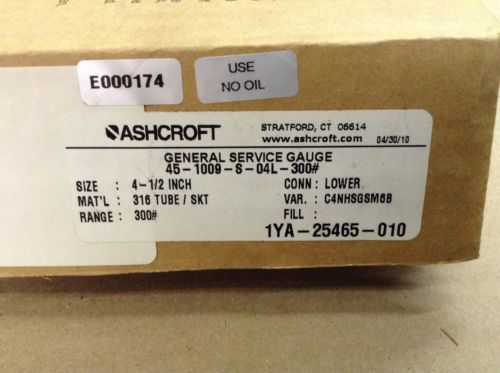 E000174
USE
NO OIL
ASHCROFT
STRATFORD, CT 06614
www.ashcroft.com 04/30/10
GENERAL SERVICE GAUGE
45-1009-S-04L-300#
SIZE : 4-1/2 INCH CONN : LOWER
MAT'L : 316 TUBE / SKT VAR. : C4NHSGSM6B
RANGE : 300# FILL :
1YA-25465-010